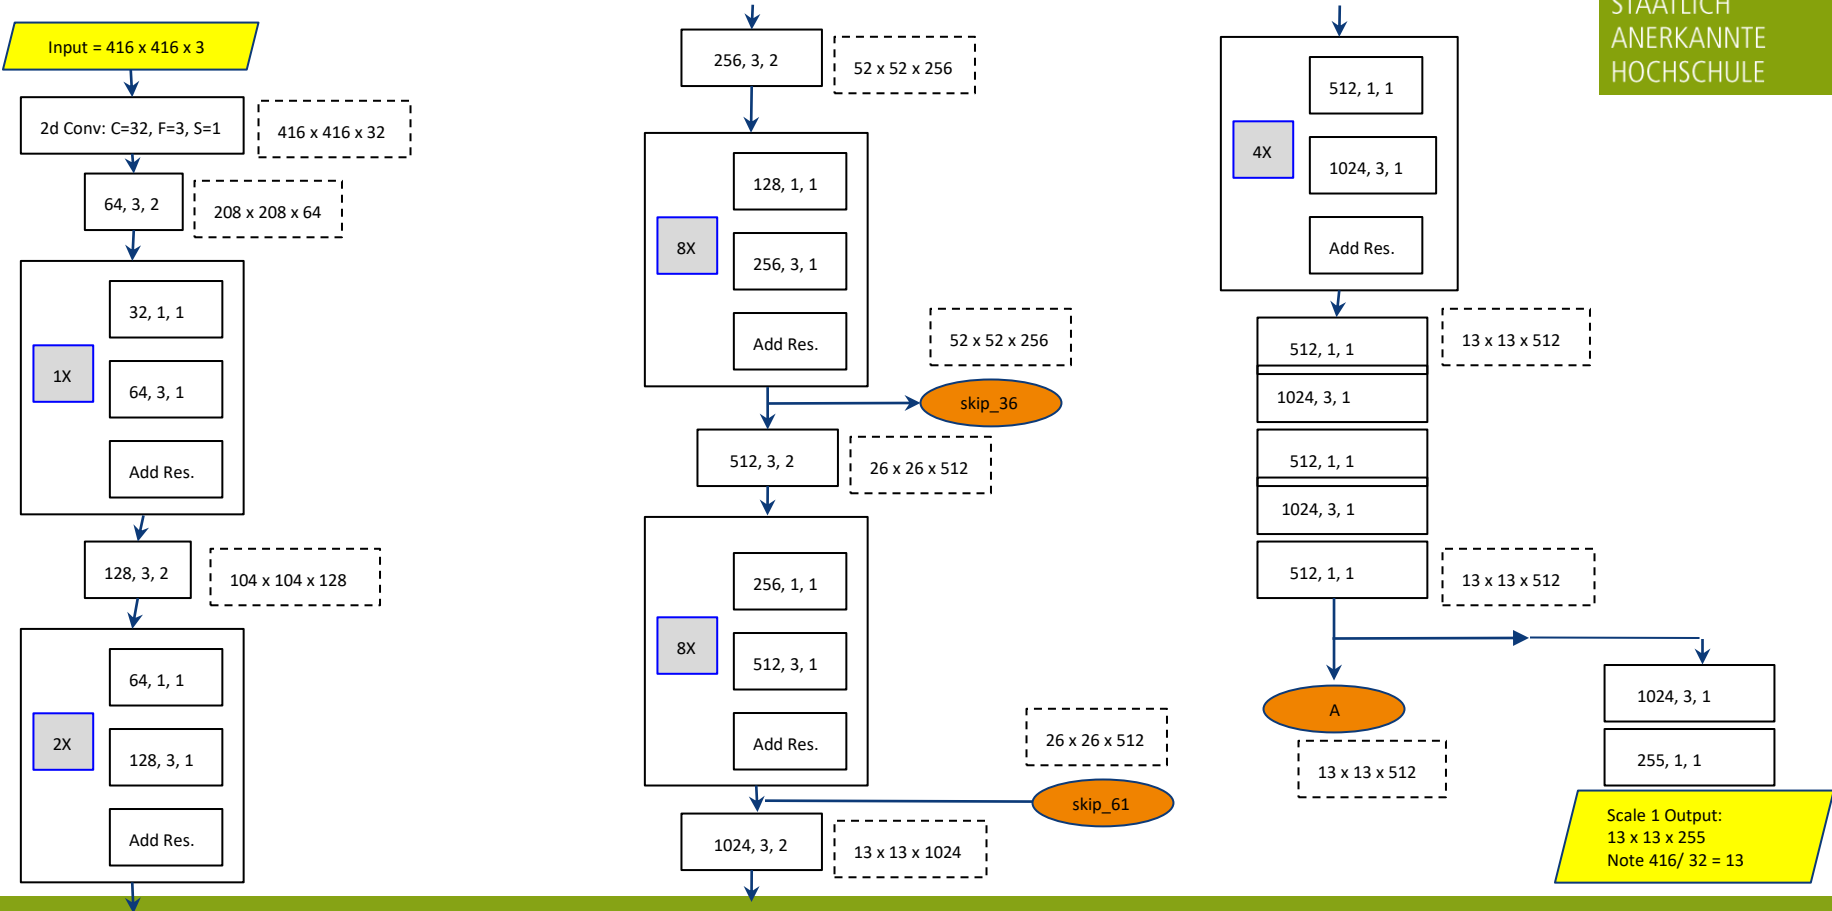 Input = 416 x 416 x 3
2d Conv: C=32, F=3, S=1
416 x 416 x 32
64, 3, 2
208 x 208 x 64
32, 1, 1
1X
64, 3, 1
Add Res.
128, 3, 2
104 x 104 x 128
64, 1, 1
2X
128, 3, 1
Add Res.
256, 3, 2
52 x 52 x 256
128, 1, 1
8X
256, 3, 1
Add Res.
52 x 52 x 256
skip_36
512, 3, 2
26 x 26 x 512
256, 1, 1
8X
512, 3, 1
Add Res.
26 x 26 x 512
skip_61
1024, 3, 2
13 x 13 x 1024
512, 1, 1
4X
1024, 3, 1
Add Res.
512, 1, 1
13 x 13 x 512
1024, 3, 1
512, 1, 1
1024, 3, 1
512, 1, 1
13 x 13 x 512
A
13 x 13 x 512
1024, 3, 1
255, 1, 1
Scale 1 Output:
13 x 13 x 255
Note 416/ 32 = 13
STAATLICH
ANERKANNTE
HOCHSCHULE